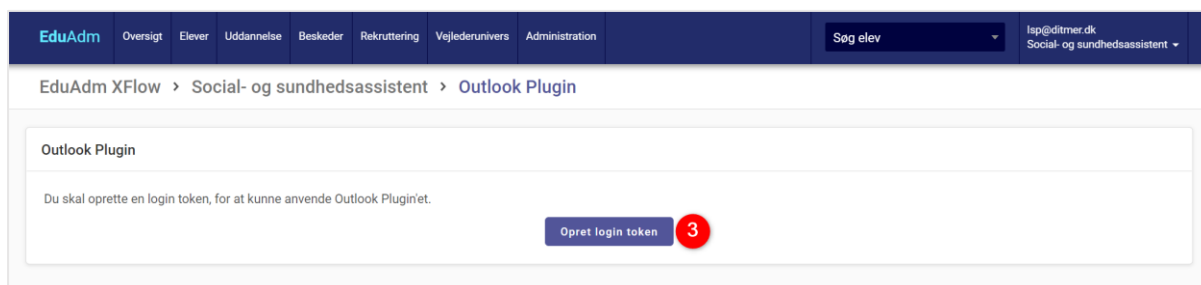 EduAdm Oversigt Elever Uddannelse Beskeder Rekruttering Vejlederunivers Administration Søg elev lsp@ditmer.dk
Social- og sundhedsassistent
EduAdm XFlow > Social- og sundhedsassistent > Outlook Plugin
Outlook Plugin
Du skal oprette en login token, for at kunne anvende Outlook Plugin'et.
Opret login token 3